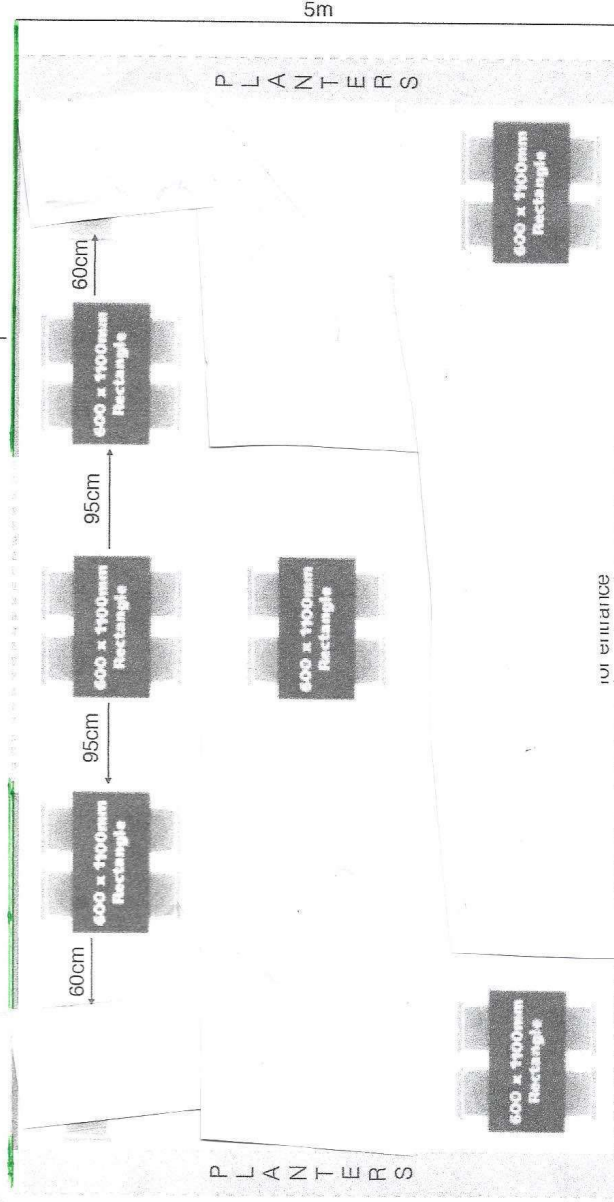 5m
PLANTERS
600 x 1100mm
Rectangle
60cm
600 x 1100mm
Rectangle
95cm
600 x 1100mm
Rectangle
600 x 1100mm
Rectangle
for entrance
95cm
600 x 1100mm
Rectangle
60cm
600 x 1100mm
Rectangle
PLANTERS